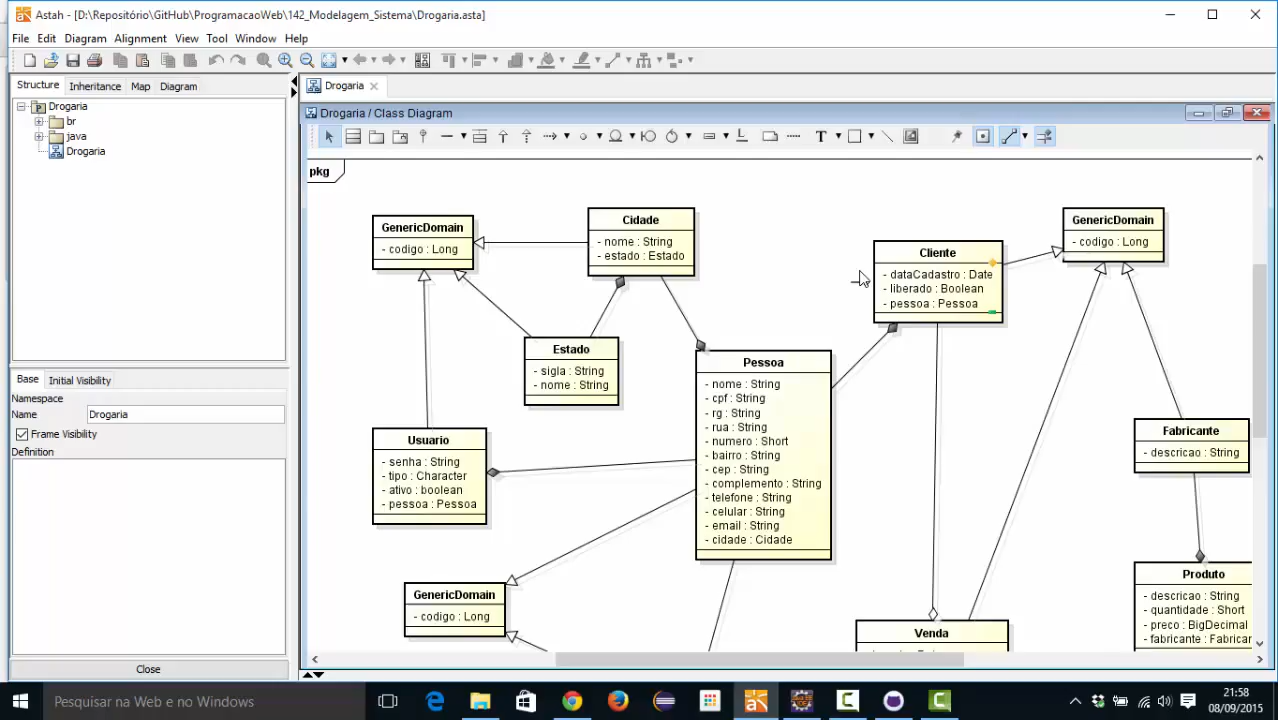 Astah - [D:\Repositório\GitHub\ProgramacaoWeb\142_Modelagem_Sistema\Drogaria.asta]
File Edit Diagram Alignment View Tool Window Help
Structure Inheritance Map Diagram
Drogaria
br
java
Drogaria
Base Initial Visibility
Namespace
Name Drogaria
Frame Visibility
Definition
Close
Drogaria
Drogaria / Class Diagram
T
pkg
GenericDomain
- codigo : Long
Cidade
- nome : String
- estado : Estado
Cliente
- dataCadastro : Date
- liberado : Boolean
- pessoa : Pessoa
GenericDomain
- codigo : Long
Estado
- sigla : String
- nome : String
Pessoa
- nome : String
- cpf : String
- rg : String
- rua : String
- numero : Short
- bairro : String
- cep : String
- complemento : String
- telefone : String
- celular : String
- email : String
- cidade : Cidade
Fabricante
- descricao : String
Usuario
- senha : String
- tipo : Character
- ativo : boolean
- pessoa : Pessoa
GenericDomain
- codigo : Long
Venda
Produto
- descricao : String
- quantidade : Short
- preco : BigDecimal
- fabricante : Fabricar
Pesquisar na Web e no Windows
21:58
08/09/2015